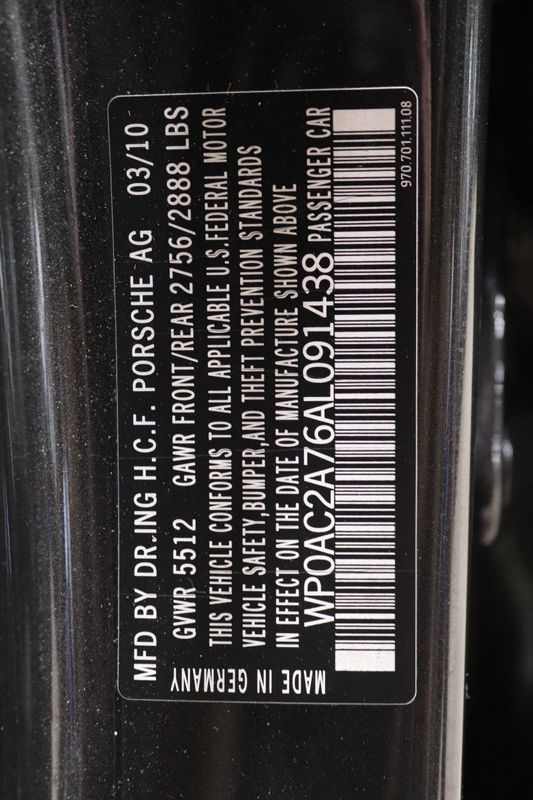 MFD BY DR.ING H.C.F. PORSCHE AG 03/10
GVWR 5512 GAWR FRONT/REAR 2756/2888 LBS
THIS VEHICLE CONFORMS TO ALL APPLICABLE U.S.FEDERAL MOTOR
VEHICLE SAFETY,BUMPER,AND THEFT PREVENTION STANDARDS
IN EFFECT ON THE DATE OF MANUFACTURE SHOWN ABOVE
WP0AC2A76AL091438 PASSENGER CAR
970.701.111.08
MADE IN GERMANY